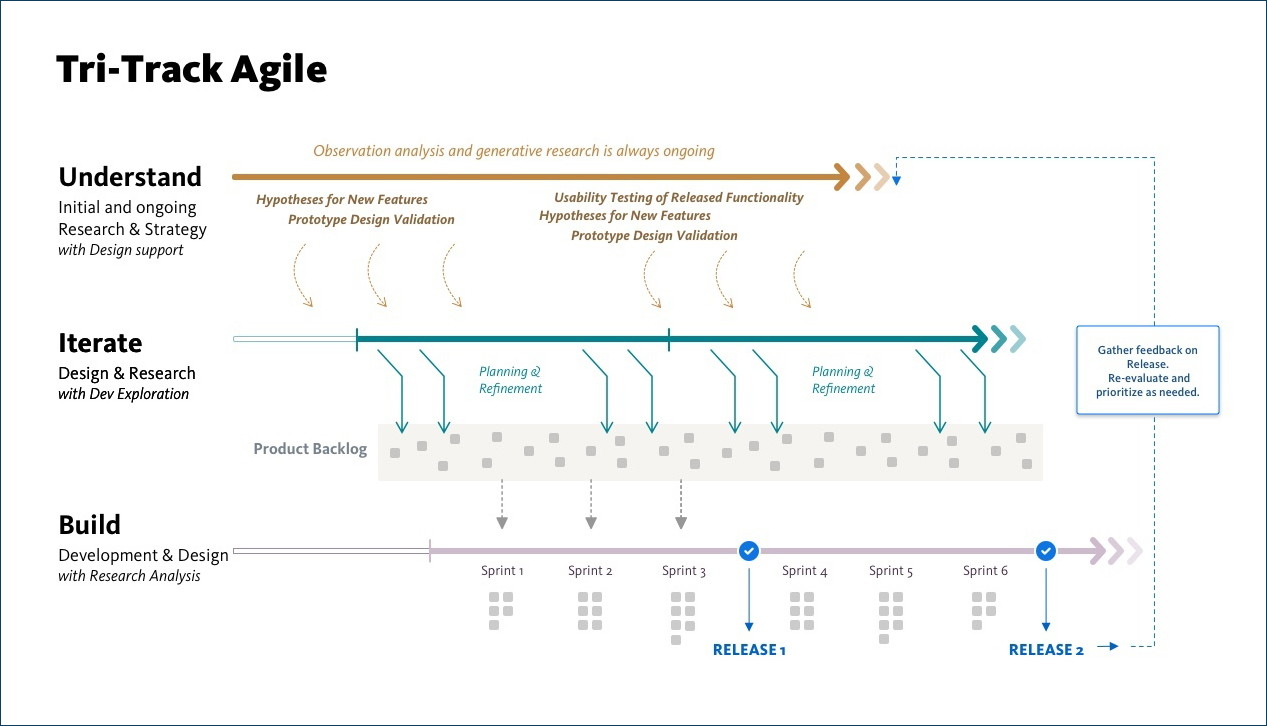 Tri-Track Agile
Observation analysis and generative research is always ongoing
Understand
Initial and ongoing
Research & Strategy
with Design support
Hypotheses for New Features
Prototype Design Validation
Usability Testing of Released Functionality
Hypotheses for New Features
Prototype Design Validation
Iterate
Design & Research
with Dev Exploration
Planning &
Refinement
Planning &
Refinement
Gather feedback on
Release.
Re-evaluate and
prioritize as needed.
Product Backlog
Build
Development & Design
with Research Analysis
Sprint 1
Sprint 2
Sprint 3
Sprint 4
Sprint 5
Sprint 6
RELEASE 1
RELEASE 2